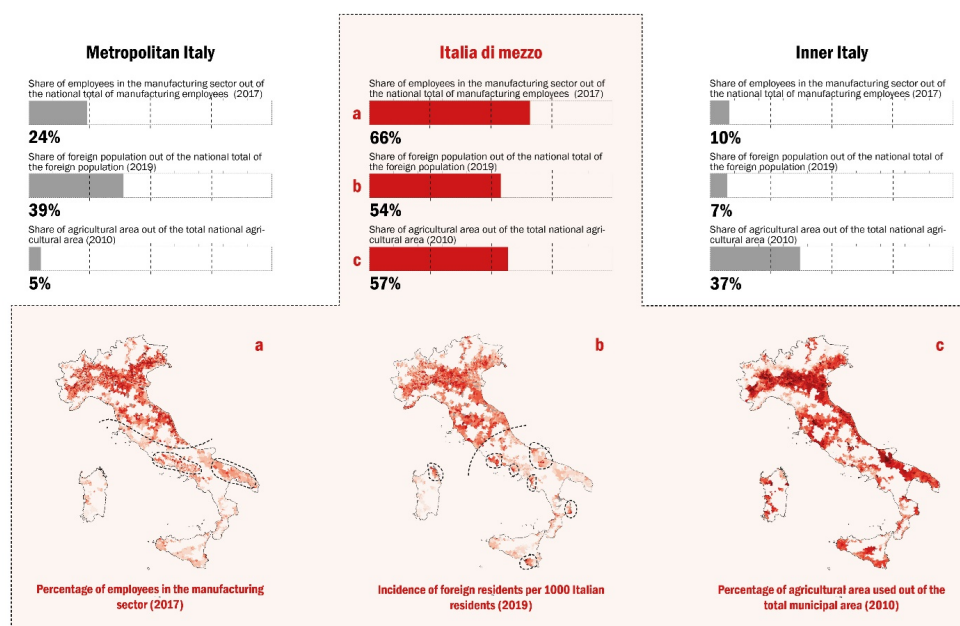 Metropolitan Italy
Share of employees in the manufacturing sector out of
the national total of manufacturing employees (2017)
24%
Share of foreign population out of the national total of
the foreign population (2019)
39%
Share of agricultural area out of the total national agri-
cultural area (2010)
5%
Italia di mezzo
Share of employees in the manufacturing sector out of
the national total of manufacturing employees (2017)
a
66%
Share of foreign population out of the national total of
the foreign population (2019)
b
54%
Share of agricultural area out of the total national agri-
cultural area (2010)
c
57%
Inner Italy
Share of employees in the manufacturing sector out of
the national total of manufacturing employees (2017)
10%
Share of foreign population out of the national total of
the foreign population (2019)
7%
Share of agricultural area out of the total national agri-
cultural area (2010)
37%
a
Percentage of employees in the manufacturing
sector (2017)
b
Incidence of foreign residents per 1000 Italian
residents (2019)
c
Percentage of agricultural area used out of the
total municipal area (2010)